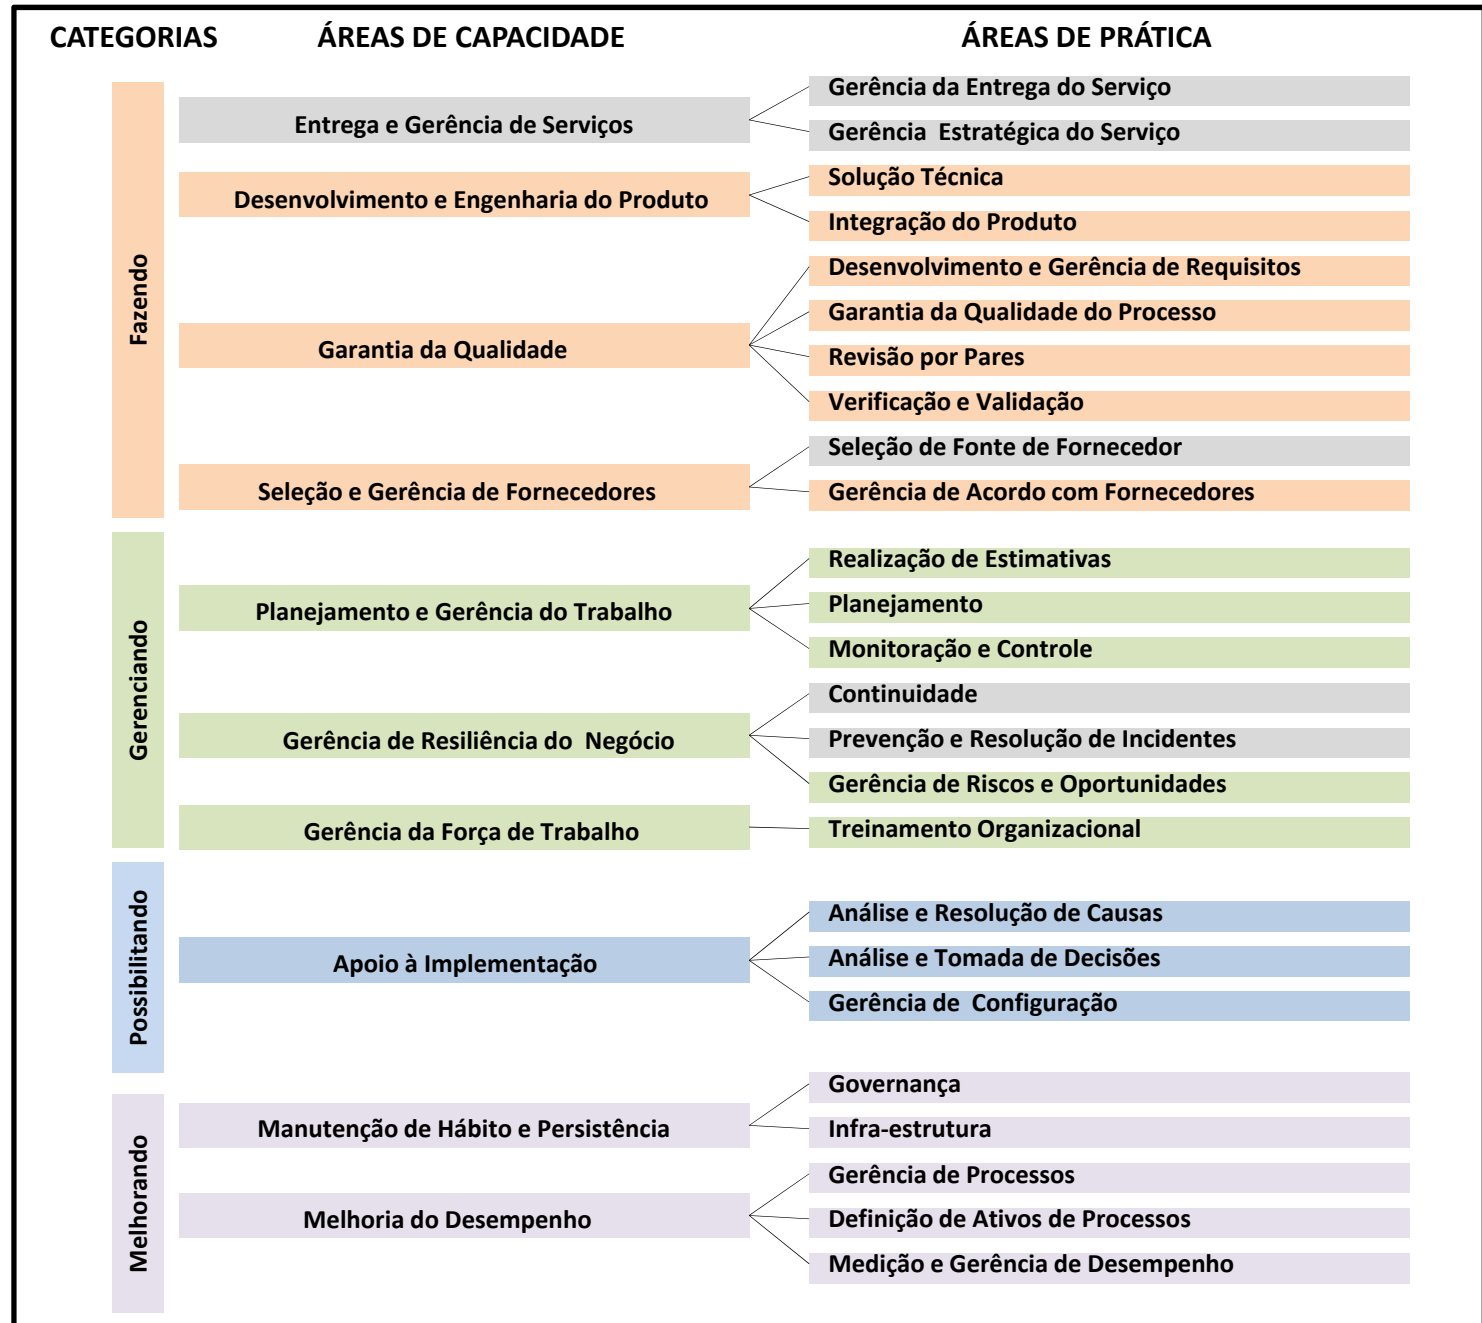 CATEGORIAS ÁREAS DE CAPACIDADE ÁREAS DE PRÁTICA
Fazendo
Entrega e Gerência de Serviços
Gerência da Entrega do Serviço
Gerência Estratégica do Serviço
Desenvolvimento e Engenharia do Produto
Solução Técnica
Integração do Produto
Garantia da Qualidade
Desenvolvimento e Gerência de Requisitos
Garantia da Qualidade do Processo
Revisão por Pares
Verificação e Validação
Seleção e Gerência de Fornecedores
Seleção de Fonte de Fornecedor
Gerência de Acordo com Fornecedores
Gerenciando
Planejamento e Gerência do Trabalho
Realização de Estimativas
Planejamento
Monitoração e Controle
Gerência de Resiliência do Negócio
Continuidade
Prevenção e Resolução de Incidentes
Gerência de Riscos e Oportunidades
Gerência da Força de Trabalho
Treinamento Organizacional
Possibilitando
Apoio à Implementação
Análise e Resolução de Causas
Análise e Tomada de Decisões
Gerência de Configuração
Melhorando
Manutenção de Hábito e Persistência
Governança
Infra-estrutura
Melhoria do Desempenho
Gerência de Processos
Definição de Ativos de Processos
Medição e Gerência de Desempenho